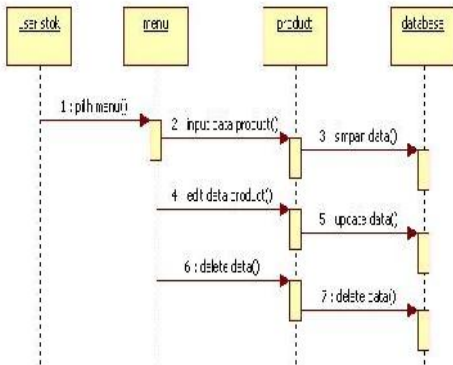 user stok
menu
product
database
1 : pilih menu()
2 : input data product()
3 : simpan data()
4 : edit data product()
5 : update data()
6 : delete data()
7 : delete data()